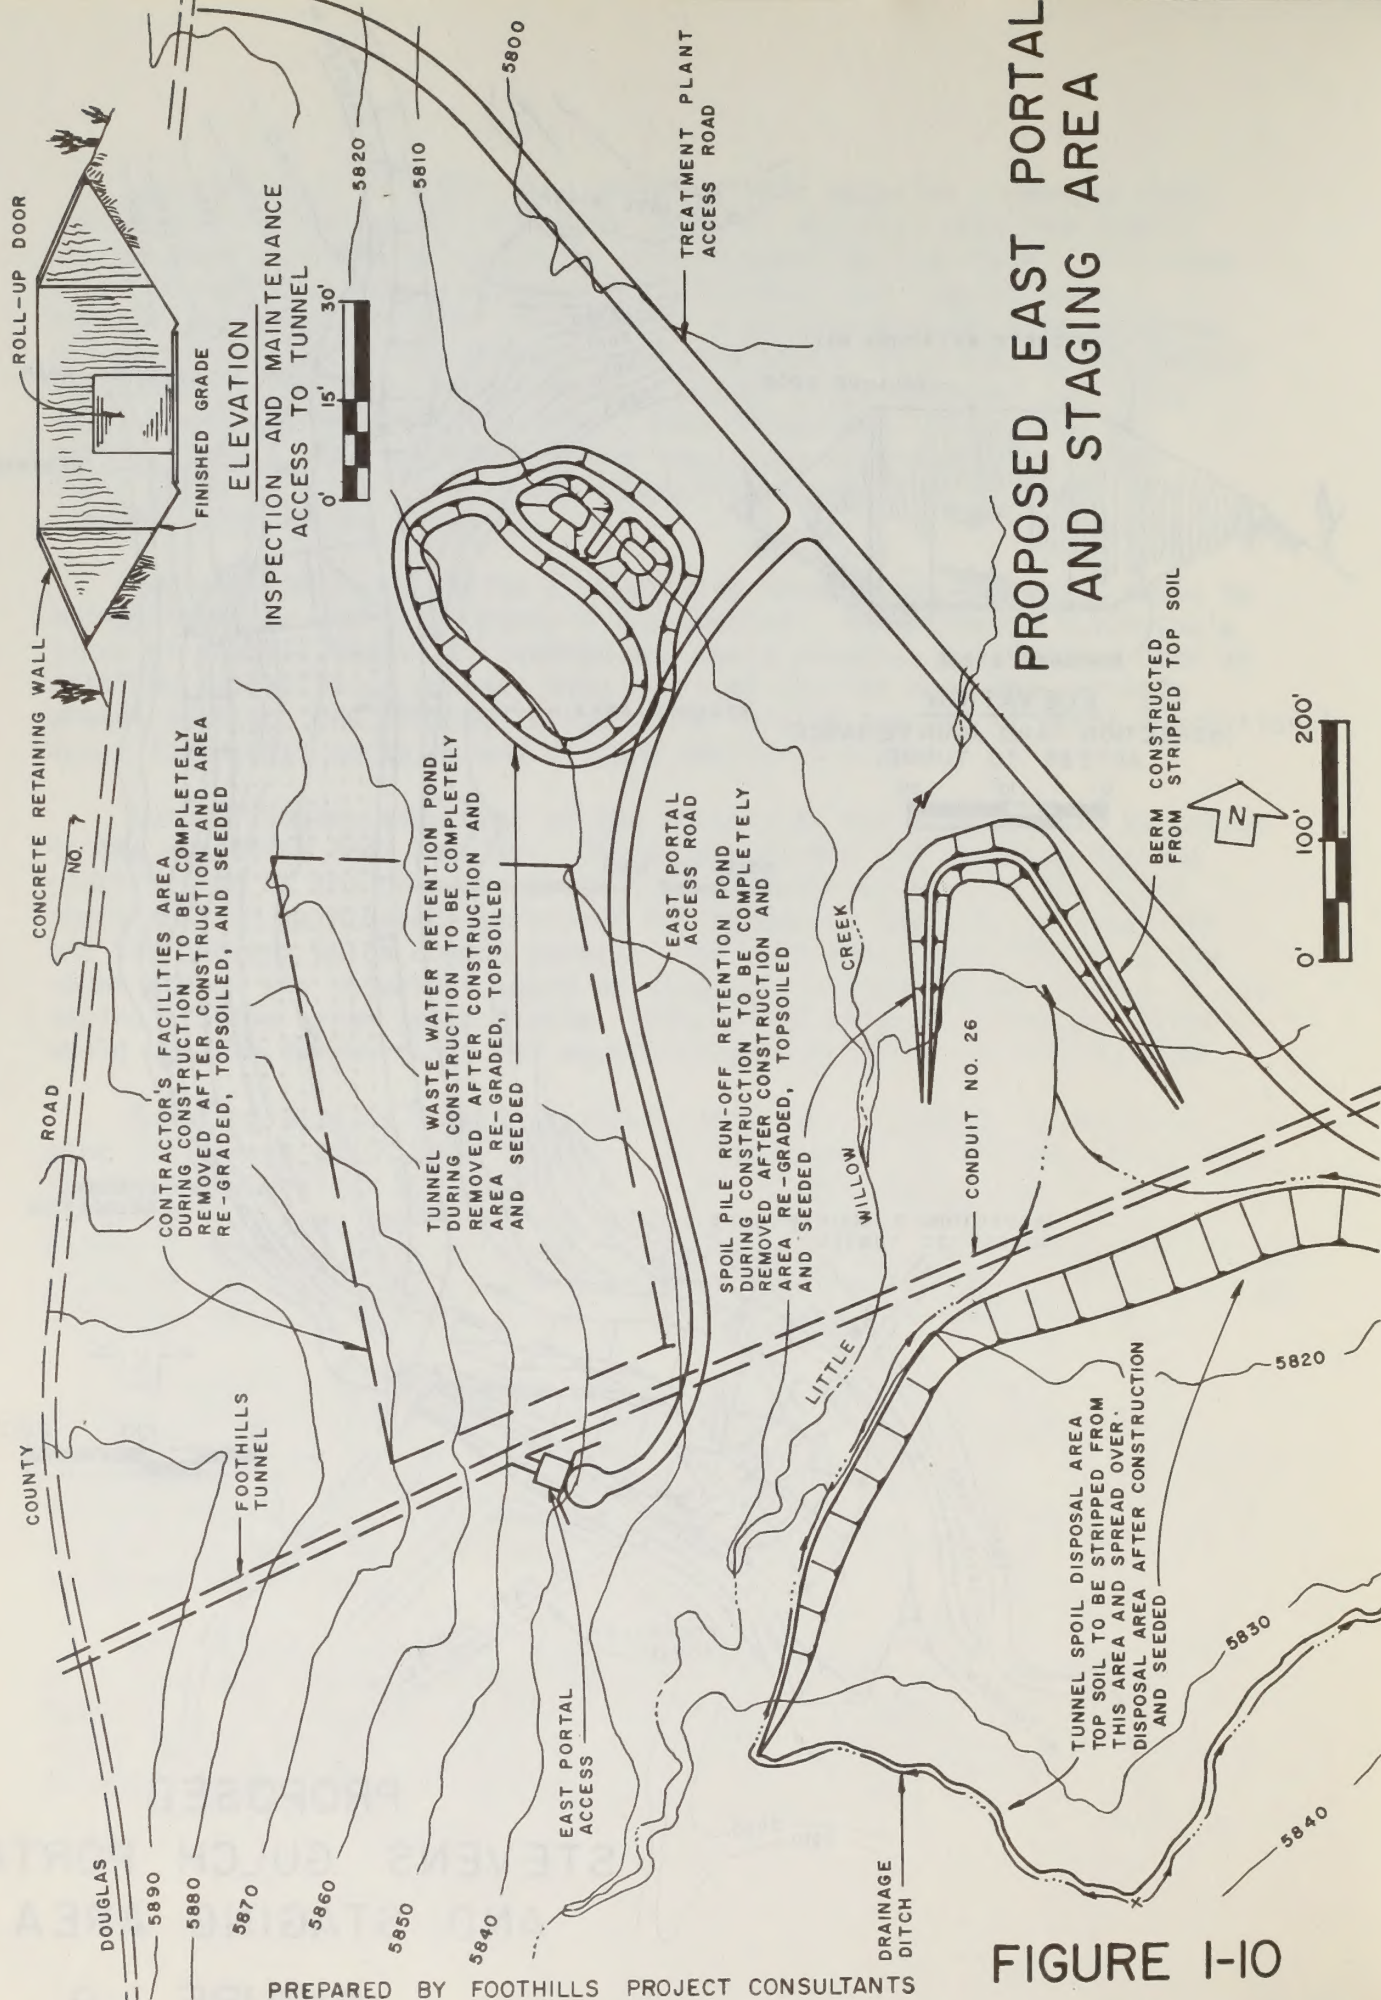 ROLL-UP DOOR
CONCRETE RETAINING WALL
FINISHED GRADE
ELEVATION
INSPECTION AND MAINTENANCE
ACCESS TO TUNNEL
0' 15' 30'
DOUGLAS COUNTY ROAD NO. 7
5890
5880
5870
5860
5850
5840
5820
5810
5800
CONTRACTOR'S FACILITIES AREA
DURING CONSTRUCTION TO BE COMPLETELY
REMOVED AFTER CONSTRUCTION AND AREA
RE-GRADED, TOPSOILED, AND SEEDED
FOOTHILLS
TUNNEL
TUNNEL WASTE WATER RETENTION POND
DURING CONSTRUCTION TO BE COMPLETELY
REMOVED AFTER CONSTRUCTION AND
AREA RE-GRADED, TOPSOILED
AND SEEDED
TREATMENT PLANT
ACCESS ROAD
EAST PORTAL
ACCESS ROAD
EAST PORTAL
ACCESS
SPOIL PILE RUN-OFF RETENTION POND
DURING CONSTRUCTION TO BE COMPLETELY
REMOVED AFTER CONSTRUCTION AND
AREA RE-GRADED, TOPSOILED
AND SEEDED
LITTLE WILLOW CREEK
CONDUIT NO. 26
BERM CONSTRUCTED
FROM STRIPPED TOP SOIL
TUNNEL SPOIL DISPOSAL AREA
TOP SOIL TO BE STRIPPED FROM
THIS AREA AND SPREAD OVER
DISPOSAL AREA AFTER CONSTRUCTION
AND SEEDED
DRAINAGE
DITCH
5820
5830
5840
N
0' 100' 200'
PROPOSED EAST PORTAL
AND STAGING AREA
PREPARED BY FOOTHILLS PROJECT CONSULTANTS
FIGURE 1-10